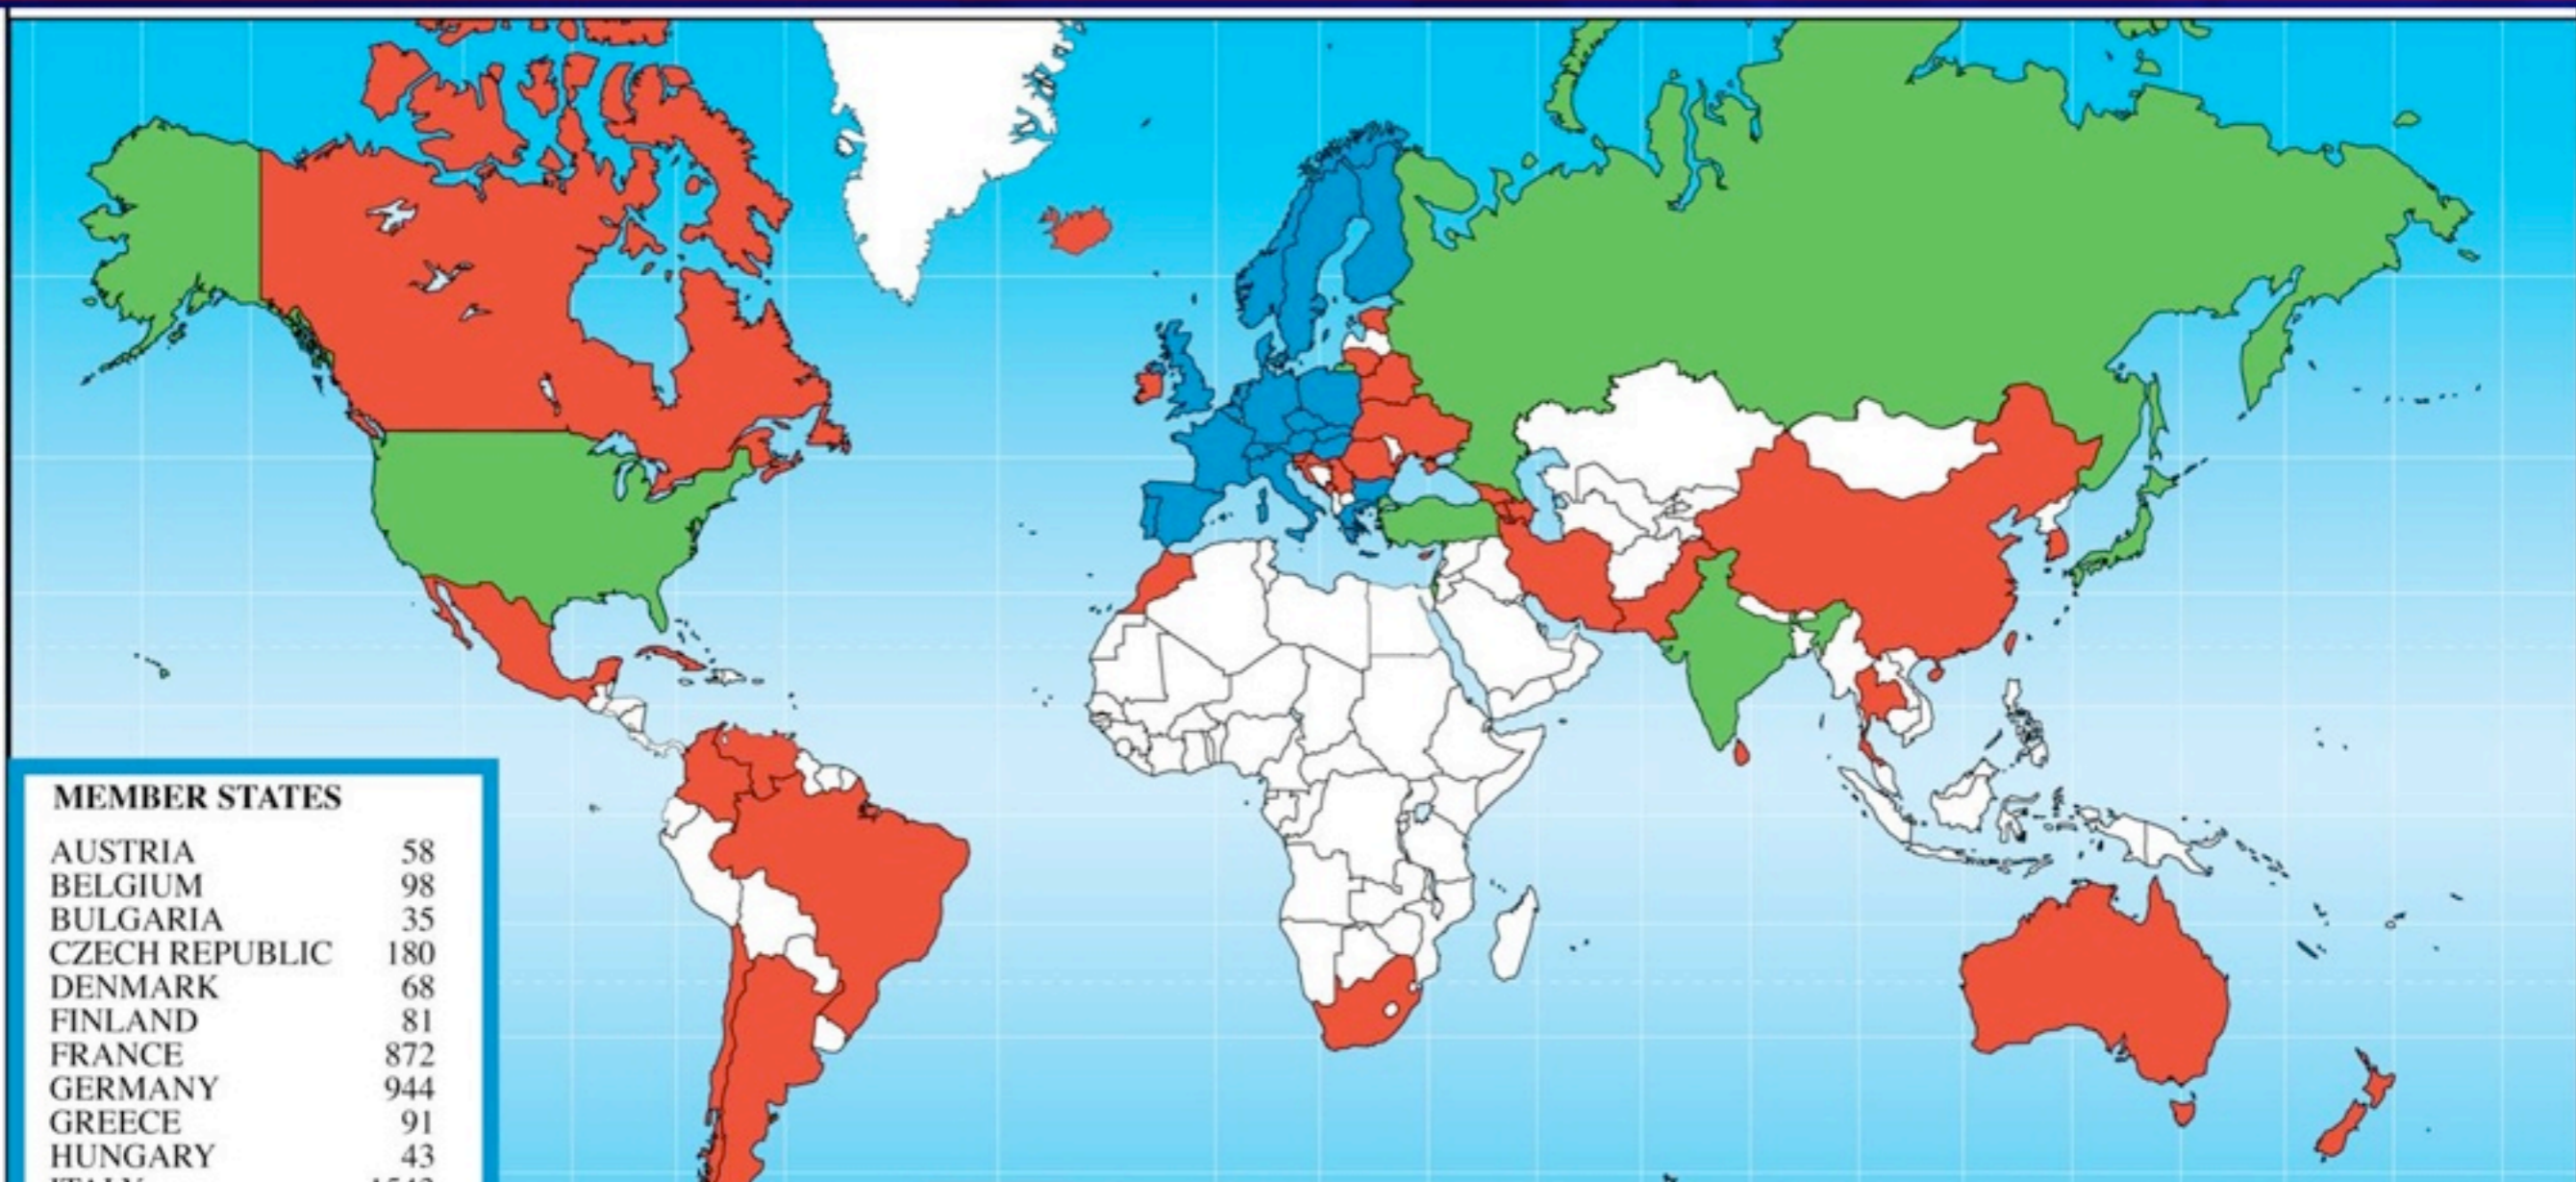 MEMBER STATES
AUSTRIA 58
BELGIUM 98
BULGARIA 35
CZECH REPUBLIC 180
DENMARK 68
FINLAND 81
FRANCE 872
GERMANY 944
GREECE 91
HUNGARY 43